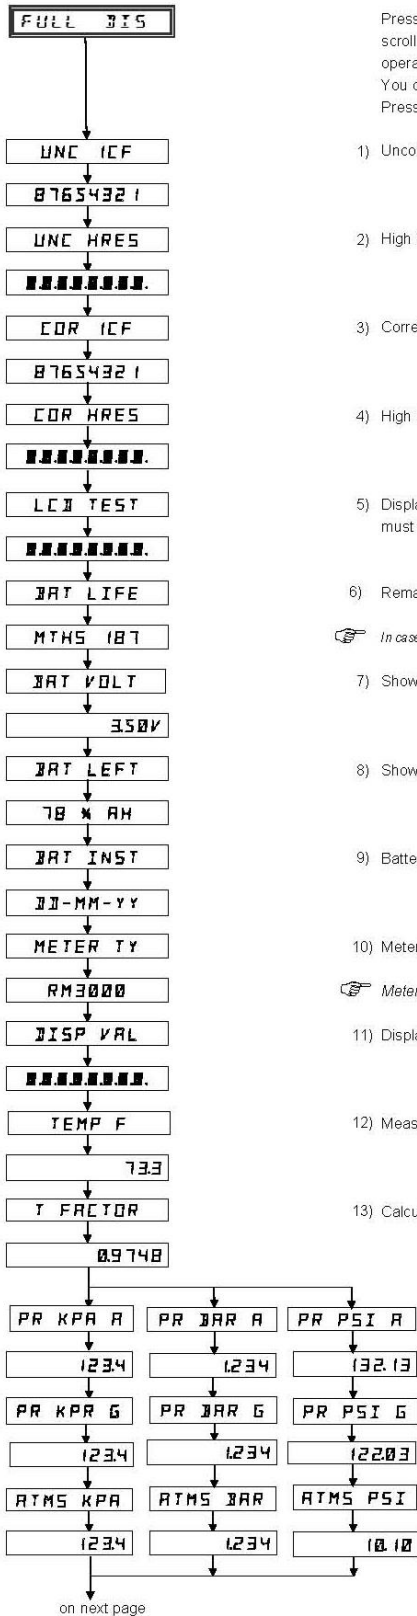 FULL DIS
Press
scroll
opera
You c
Press
UNC ICF
1) Unco
87654321
UNC HRES
2) High
COR ICF
3) Corre
87654321
COR HRES
4) High
LCD TEST
5) Displa
must
BAT LIFE
6) Rema
MTHS 187
In case
BAT VOLT
7) Show
3.50V
BAT LEFT
8) Show
78 % AH
BAT INST
9) Batte
DD-MM-YY
METER TY
10) Meter
RM3000
Meter
DISP VAL
11) Displa
TEMP F
12) Meas
73.3
T FACTOR
13) Calcu
0.9748
PR KPA A PR BAR A PR PSI A
123.4 1.234 132.13
PR KPA G PR BAR G PR PSI G
123.4 1.234 122.03
ATMS KPA ATMS BAR ATMS PSI
123.4 1.234 10.10
on next page